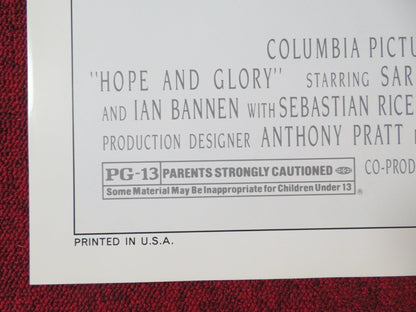 COLUMBIA PICTU
"HOPE AND GLORY" STARRING SAR
AND IAN BANNEN WITH SEBASTIAN RICE
PRODUCTION DESIGNER ANTHONY PRATT
PG-13 PARENTS STRONGLY CAUTIONED
Some Material May Be Inappropriate for Children Under 13 ®
CO-PROD
PRINTED IN U.S.A.